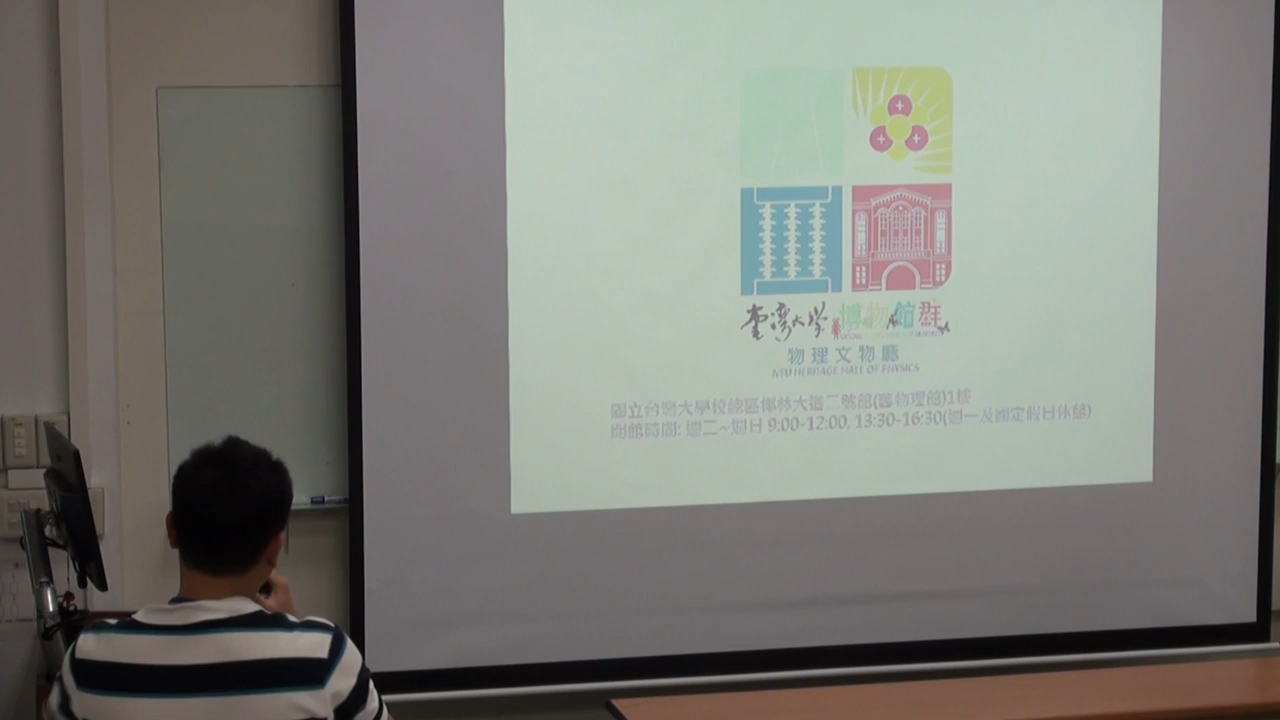 臺灣大學 博物館群
物理文物廳
NTU HERITAGE HALL OF PHYSICS
國立台灣大學校總區椰林大道二號館(舊物理館)1樓
開館時間: 週二~週日 9:00-12:00, 13:30-16:30(週一及國定假日休館)